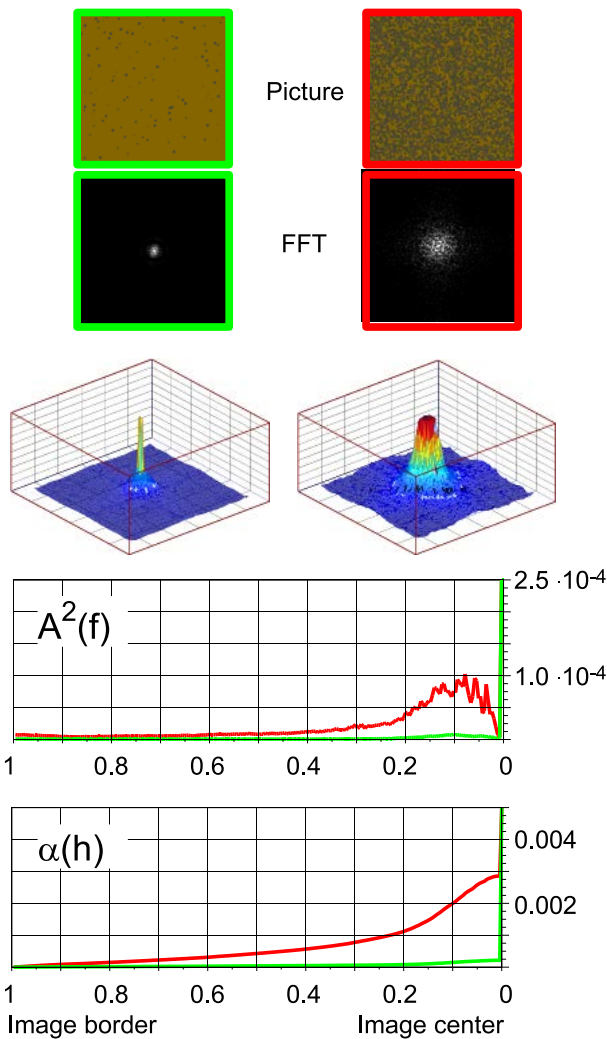 Picture
FFT
A²(f)
2.5 ·10⁻⁴
1.0 ·10⁻⁴
1 0.8 0.6 0.4 0.2 0
α(h)
0.004
0.002
1 0.8 0.6 0.4 0.2 0
Image border Image center